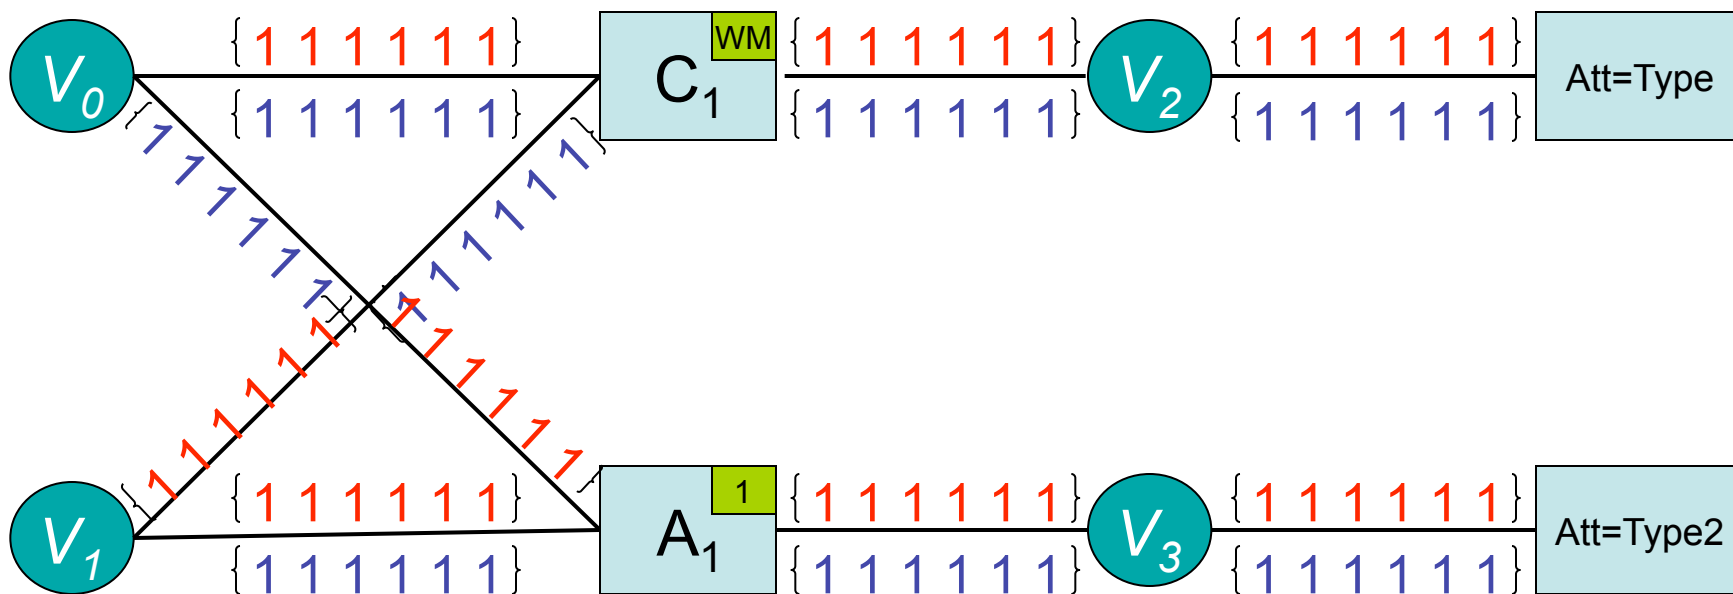 {1 1 1 1 1 1} WM {1 1 1 1 1 1} {1 1 1 1 1 1}
V0 C1 V2 Att=Type
{1 1 1 1 1 1} {1 1 1 1 1 1} {1 1 1 1 1 1}
{1 1 1 1 1 1} {1 1 1 1 1 1}
{1 1 1 1 1 1} {1 1 1 1 1 1}
{1 1 1 1 1 1} 1 {1 1 1 1 1 1} {1 1 1 1 1 1}
V1 A1 V3 Att=Type2
{1 1 1 1 1 1} {1 1 1 1 1 1} {1 1 1 1 1 1}